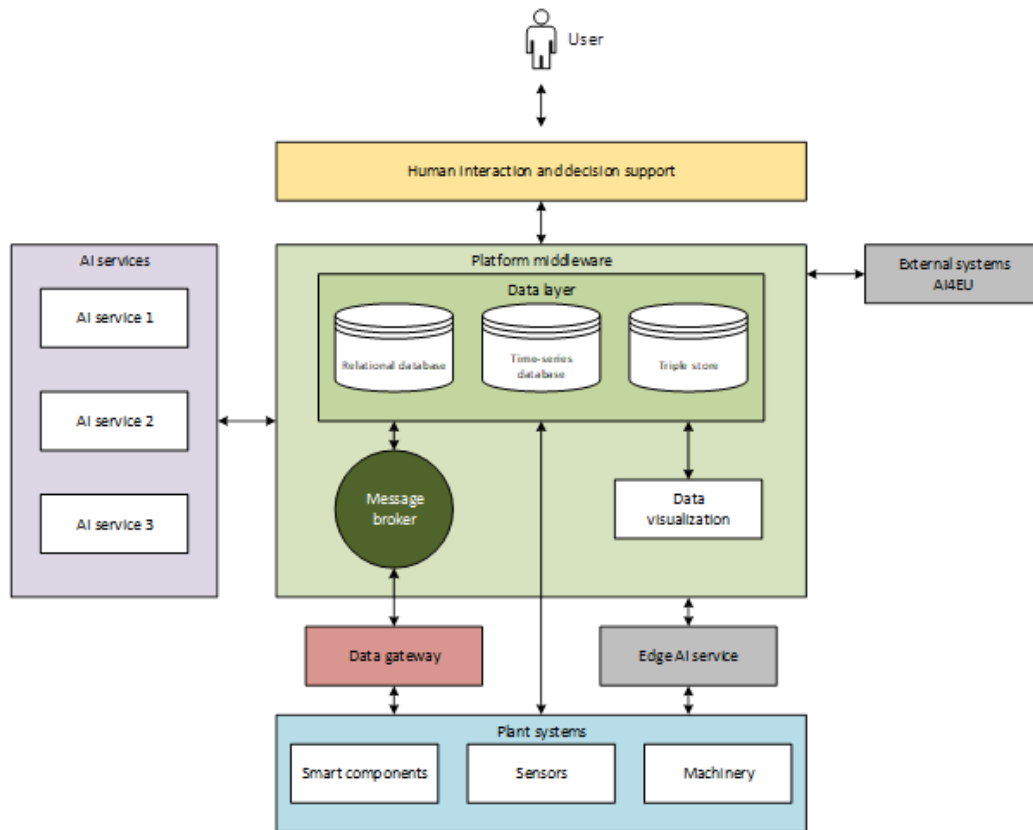 User
Human interaction and decision support
AI services
AI service 1
AI service 2
AI service 3
Platform middleware
Data layer
Relational database
Time-series
database
Triple store
External systems
AI4EU
Message
broker
Data
visualization
Data gateway
Edge AI service
Plant systems
Smart components
Sensors
Machinery